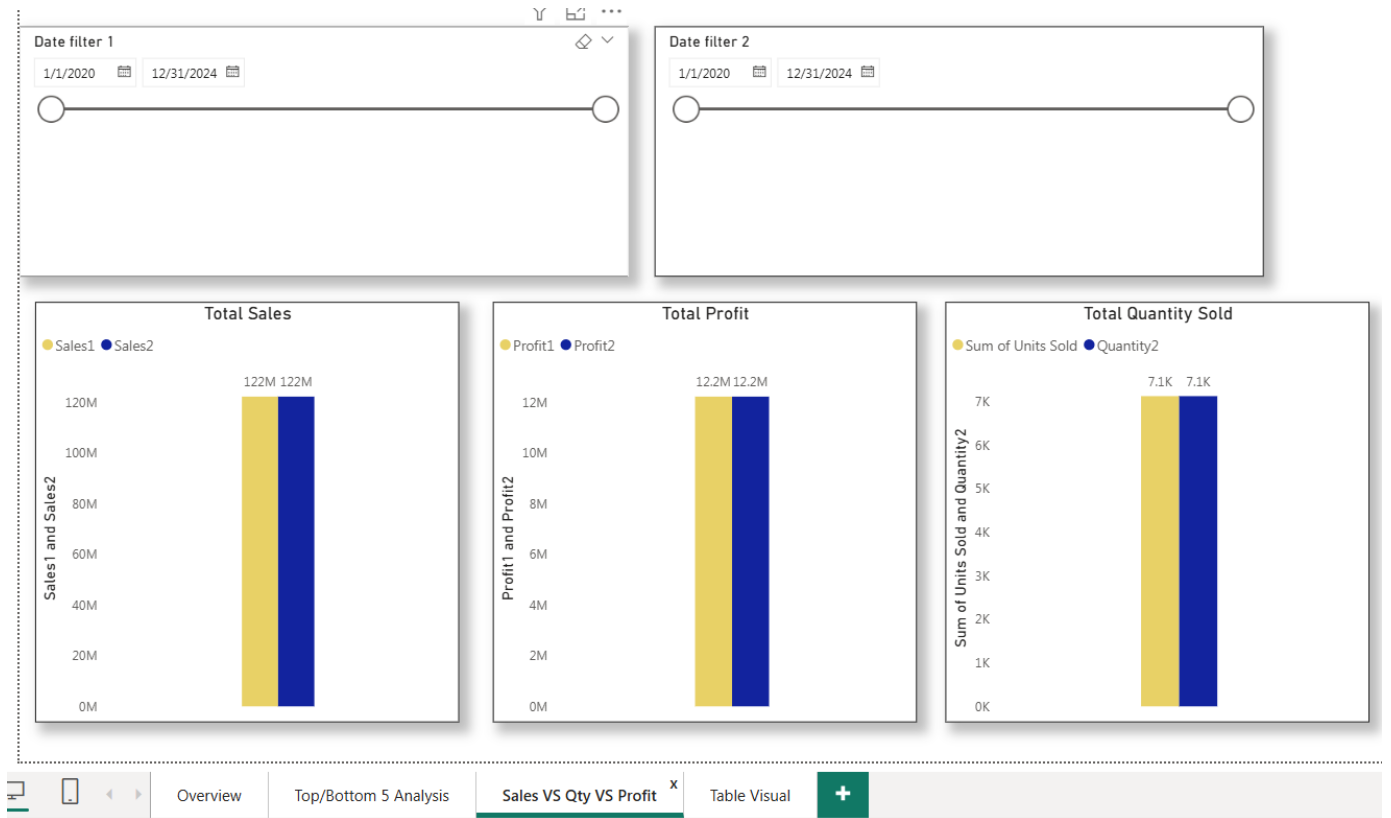 Date filter 1
1/1/2020 12/31/2024
Date filter 2
1/1/2020 12/31/2024
Total Sales
Sales1 Sales2
122M 122M
120M
100M
80M
60M
40M
20M
0M
Sales1 and Sales2
Total Profit
Profit1 Profit2
12.2M 12.2M
12M
10M
8M
6M
4M
2M
0M
Profit1 and Profit2
Total Quantity Sold
Sum of Units Sold Quantity2
7.1K 7.1K
7K
6K
5K
4K
3K
2K
1K
0K
Sum of Units Sold and Quantity2
Overview Top/Bottom 5 Analysis Sales VS Qty VS Profit x Table Visual +